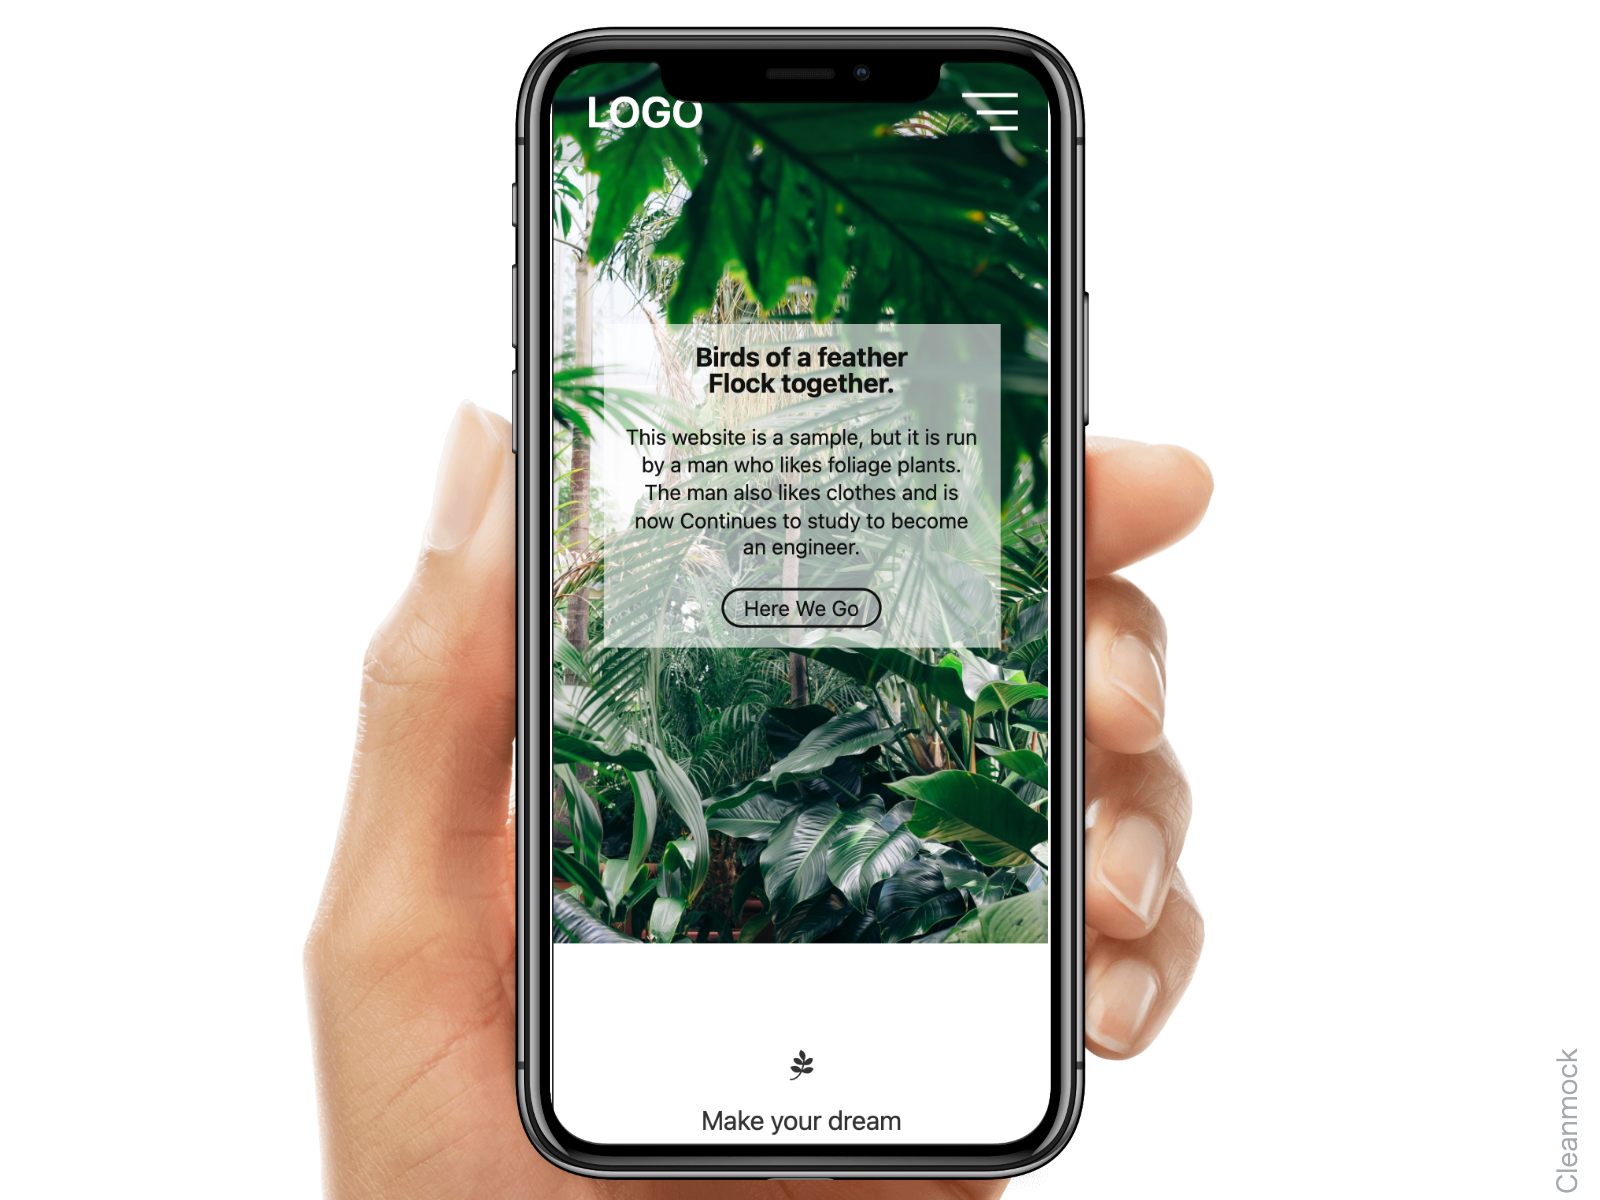 LOGO
Birds of a feather
Flock together.
This website is a sample, but it is run
by a man who likes foliage plants.
The man also likes clothes and is
now Continues to study to become
an engineer.
Here We Go
Make your dream
Cleanmock